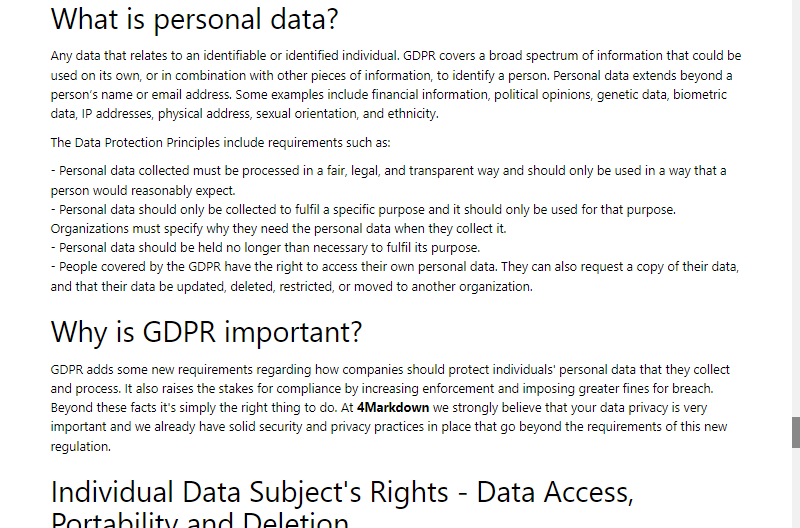 What is personal data?
Any data that relates to an identifiable or identified individual. GDPR covers a broad spectrum of information that could be
used on its own, or in combination with other pieces of information, to identify a person. Personal data extends beyond a
person's name or email address. Some examples include financial information, political opinions, genetic data, biometric
data, IP addresses, physical address, sexual orientation, and ethnicity.
The Data Protection Principles include requirements such as:
- Personal data collected must be processed in a fair, legal, and transparent way and should only be used in a way that a
person would reasonably expect.
- Personal data should only be collected to fulfil a specific purpose and it should only be used for that purpose.
Organizations must specify why they need the personal data when they collect it.
- Personal data should be held no longer than necessary to fulfil its purpose.
- People covered by the GDPR have the right to access their own personal data. They can also request a copy of their data,
and that their data be updated, deleted, restricted, or moved to another organization.
Why is GDPR important?
GDPR adds some new requirements regarding how companies should protect individuals' personal data that they collect
and process. It also raises the stakes for compliance by increasing enforcement and imposing greater fines for breach.
Beyond these facts it's simply the right thing to do. At 4Markdown we strongly believe that your data privacy is very
important and we already have solid security and privacy practices in place that go beyond the requirements of this new
regulation.
Individual Data Subject's Rights - Data Access,
Portability and Deletion